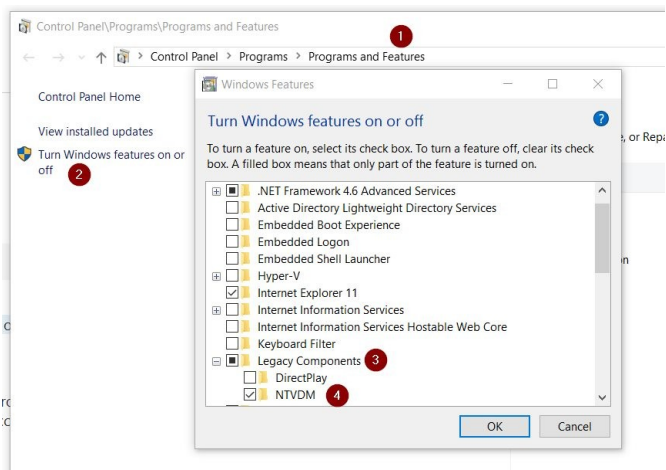 Control Panel\Programs\Programs and Features
1
Control Panel > Programs > Programs and Features
Control Panel Home
View installed updates
Turn Windows features on or
off 2
Windows Features
Turn Windows features on or off
?
To turn a feature on, select its check box. To turn a feature off, clear its check
box. A filled box means that only part of the feature is turned on.
.NET Framework 4.6 Advanced Services
Active Directory Lightweight Directory Services
Embedded Boot Experience
Embedded Logon
Embedded Shell Launcher
Hyper-V
Internet Explorer 11
Internet Information Services
Internet Information Services Hostable Web Core
Keyboard Filter
Legacy Components 3
DirectPlay
NTVDM 4
OK Cancel
, or Repa